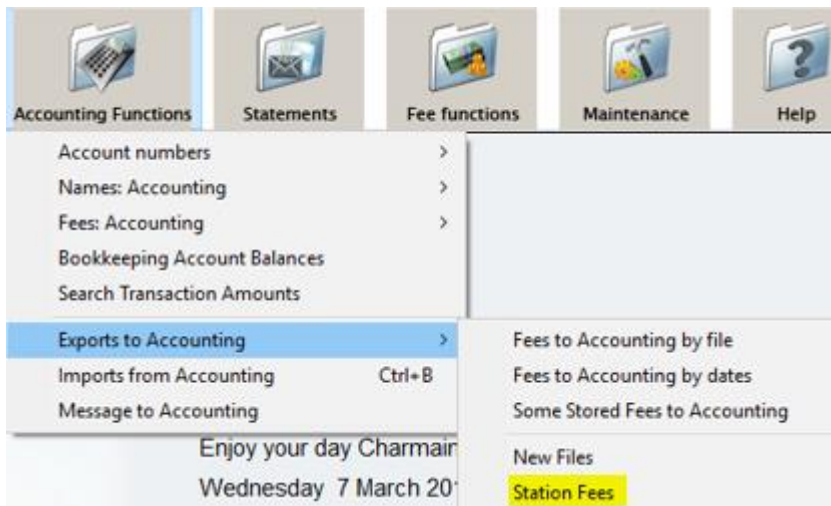 Accounting Functions
Statements
Fee functions
Maintenance
Help
Account numbers >
Names: Accounting >
Fees: Accounting >
Bookkeeping Account Balances
Search Transaction Amounts
Exports to Accounting >
Imports from Accounting Ctrl+B
Message to Accounting
Fees to Accounting by file
Fees to Accounting by dates
Some Stored Fees to Accounting
New Files
Station Fees
Enjoy your day
Wednesday 7 March